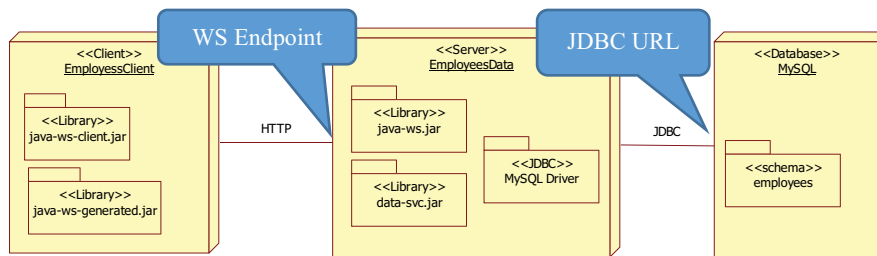 WS Endpoint
JDBC URL
<<Client>>
EmployessClient
<<Library>>
java-ws-client.jar
<<Library>>
java-ws-generated.jar
HTTP
<<Server>>
EmployeesData
<<Library>>
java-ws.jar
<<Library>>
data-svc.jar
<<JDBC>>
MySQL Driver
JDBC
<<Database>>
MySQL
<<schema>>
employees